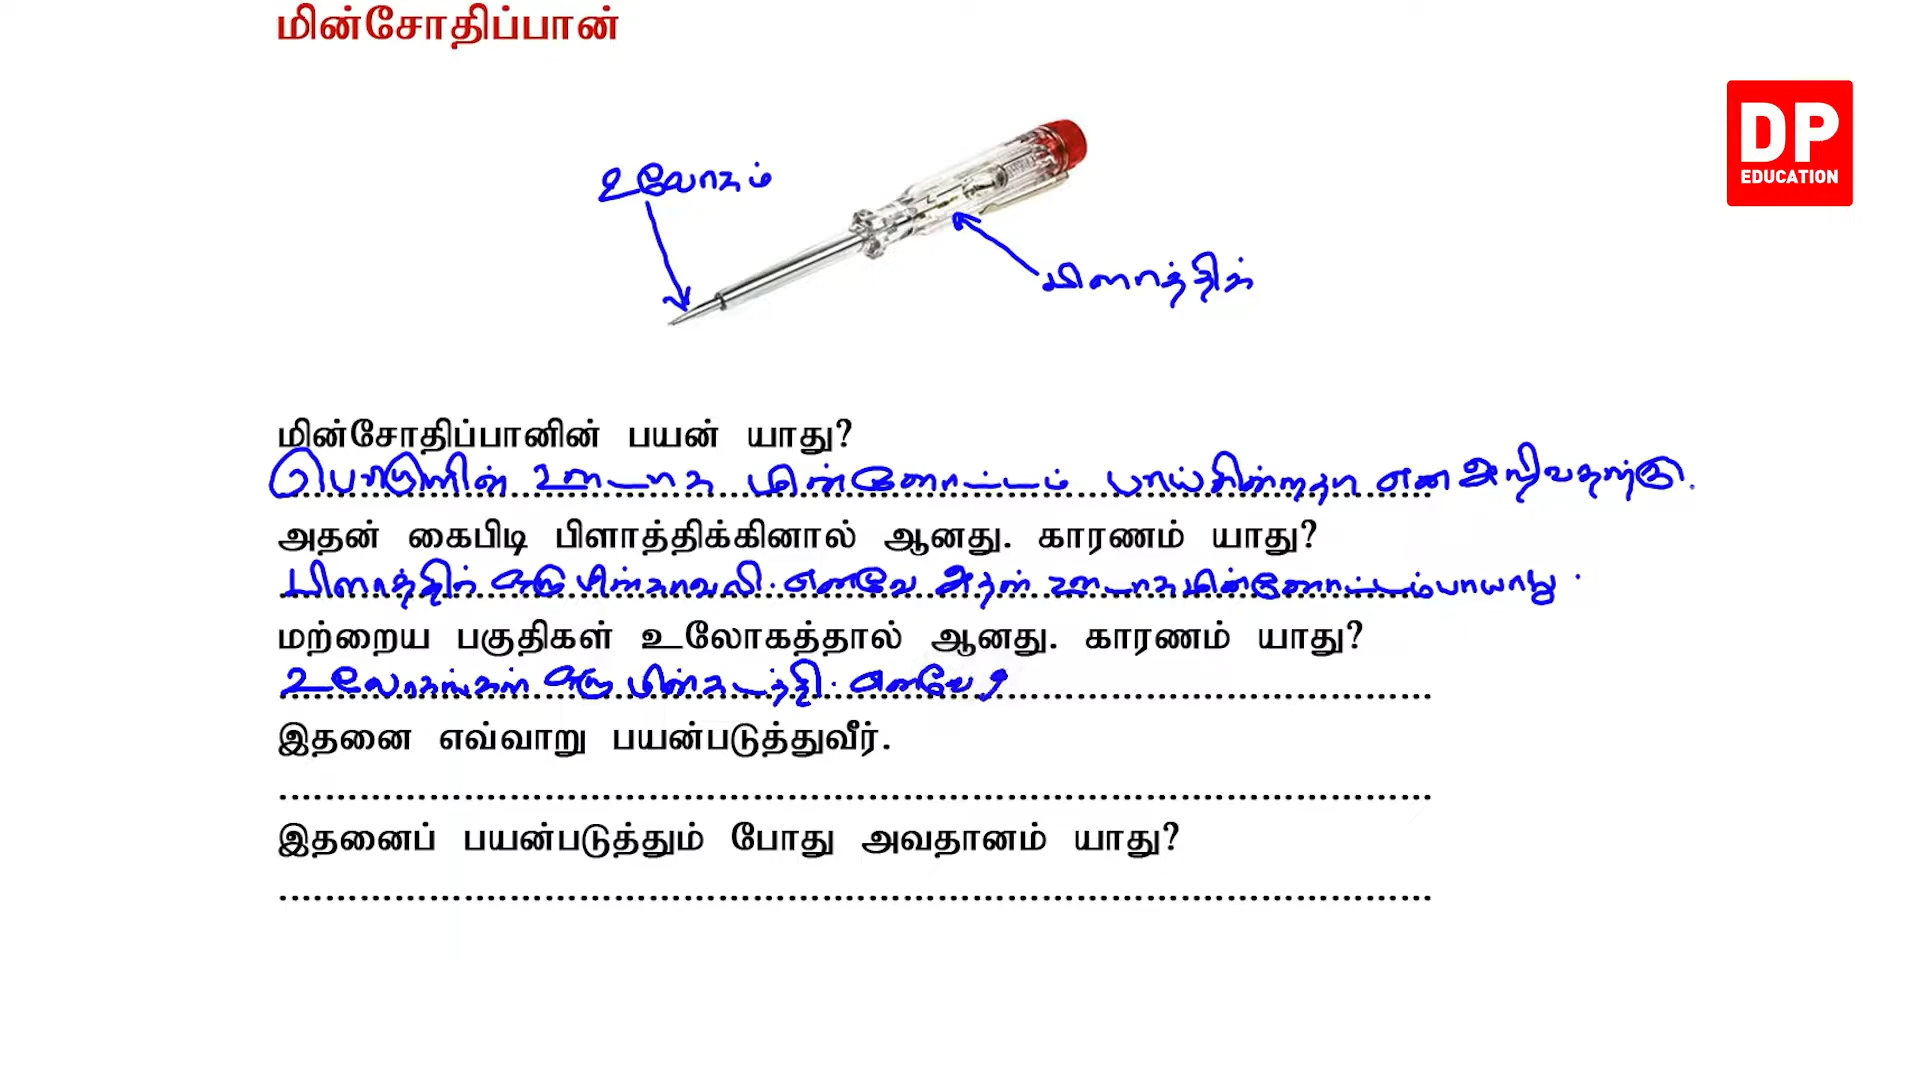 மின்சோதிப்பான்
DP
EDUCATION
உலோகம்
பிளாத்திக்
மின்சோதிப்பானின் பயன் யாது?
பொருளின் ஊடாக மின்னோட்டம் பாய்கின்றதா என அறிவதற்கு.
அதன் கைபிடி பிளாத்திக்கினால் ஆனது. காரணம் யாது?
பிளாத்திக் ஒரு மின்காவலி. எனவே அதன் ஊடாக மின்னோட்டம் பாயாது.
மற்றைய பகுதிகள் உலோகத்தால் ஆனது. காரணம் யாது?
உலோகங்கள் ஒரு மின்கடத்தி. எனவே உ
இதனை எவ்வாறு பயன்படுத்துவீர்.
இதனைப் பயன்படுத்தும் போது அவதானம் யாது?